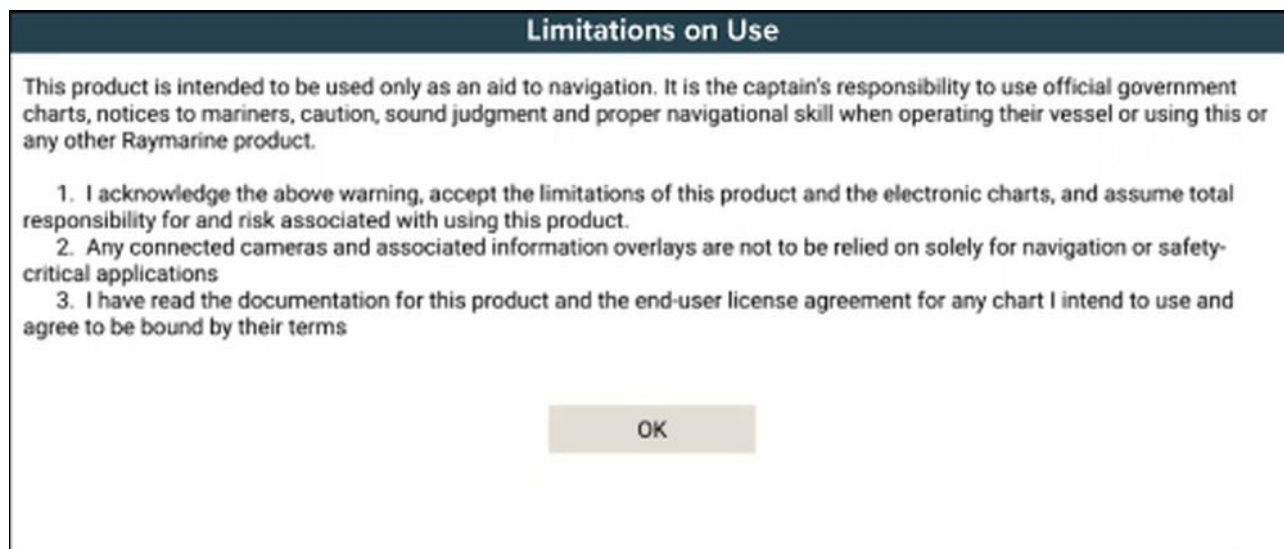 Limitations on Use
This product is intended to be used only as an aid to navigation. It is the captain's responsibility to use official government
charts, notices to mariners, caution, sound judgment and proper navigational skill when operating their vessel or using this or
any other Raymarine product.
1. I acknowledge the above warning, accept the limitations of this product and the electronic charts, and assume total
responsibility for and risk associated with using this product.
2. Any connected cameras and associated information overlays are not to be relied on solely for navigation or safety-
critical applications
3. I have read the documentation for this product and the end-user license agreement for any chart I intend to use and
agree to be bound by their terms
OK